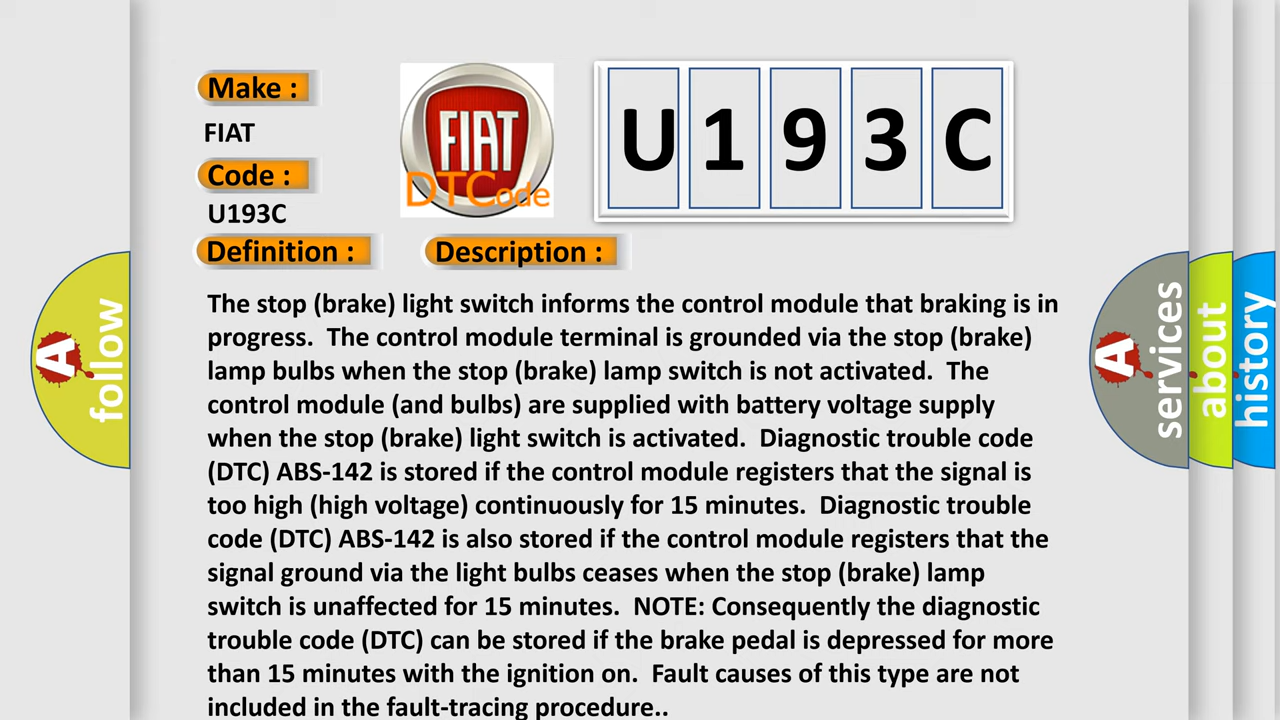 Make :
FIAT
Code :
U193C
FIAT
DTCode
U193C
Definition :
Description :
The stop (brake) light switch informs the control module that braking is in
progress. The control module terminal is grounded via the stop (brake)
lamp bulbs when the stop (brake) lamp switch is not activated. The
control module (and bulbs) are supplied with battery voltage supply
when the stop (brake) light switch is activated. Diagnostic trouble code
(DTC) ABS-142 is stored if the control module registers that the signal is
too high (high voltage) continuously for 15 minutes. Diagnostic trouble
code (DTC) ABS-142 is also stored if the control module registers that the
signal ground via the light bulbs ceases when the stop (brake) lamp
switch is unaffected for 15 minutes. NOTE: Consequently the diagnostic
trouble code (DTC) can be stored if the brake pedal is depressed for more
than 15 minutes with the ignition on. Fault causes of this type are not
included in the fault-tracing procedure..
A
follow
A
services
about
history